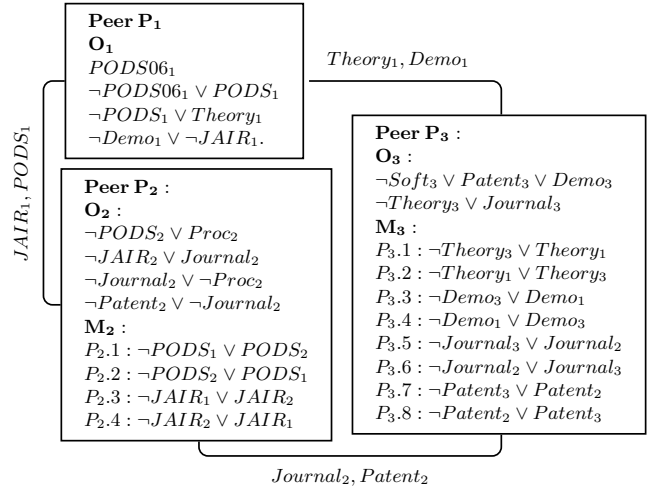 Peer P₁
O₁
PODS06₁
¬PODS06₁ ∨ PODS₁
¬PODS₁ ∨ Theory₁
¬Demo₁ ∨ ¬JAIR₁.
Theory₁, Demo₁
JAIR₁, PODS₁
Peer P₂ :
O₂ :
¬PODS₂ ∨ Proc₂
¬JAIR₂ ∨ Journal₂
¬Journal₂ ∨ ¬Proc₂
¬Patent₂ ∨ ¬Journal₂
M₂ :
P₂.1 : ¬PODS₁ ∨ PODS₂
P₂.2 : ¬PODS₂ ∨ PODS₁
P₂.3 : ¬JAIR₁ ∨ JAIR₂
P₂.4 : ¬JAIR₂ ∨ JAIR₁
Peer P₃ :
O₃ :
¬Soft₃ ∨ Patent₃ ∨ Demo₃
¬Theory₃ ∨ Journal₃
M₃ :
P₃.1 : ¬Theory₃ ∨ Theory₁
P₃.2 : ¬Theory₁ ∨ Theory₃
P₃.3 : ¬Demo₃ ∨ Demo₁
P₃.4 : ¬Demo₁ ∨ Demo₃
P₃.5 : ¬Journal₃ ∨ Journal₂
P₃.6 : ¬Journal₂ ∨ Journal₃
P₃.7 : ¬Patent₃ ∨ Patent₂
P₃.8 : ¬Patent₂ ∨ Patent₃
Journal₂, Patent₂